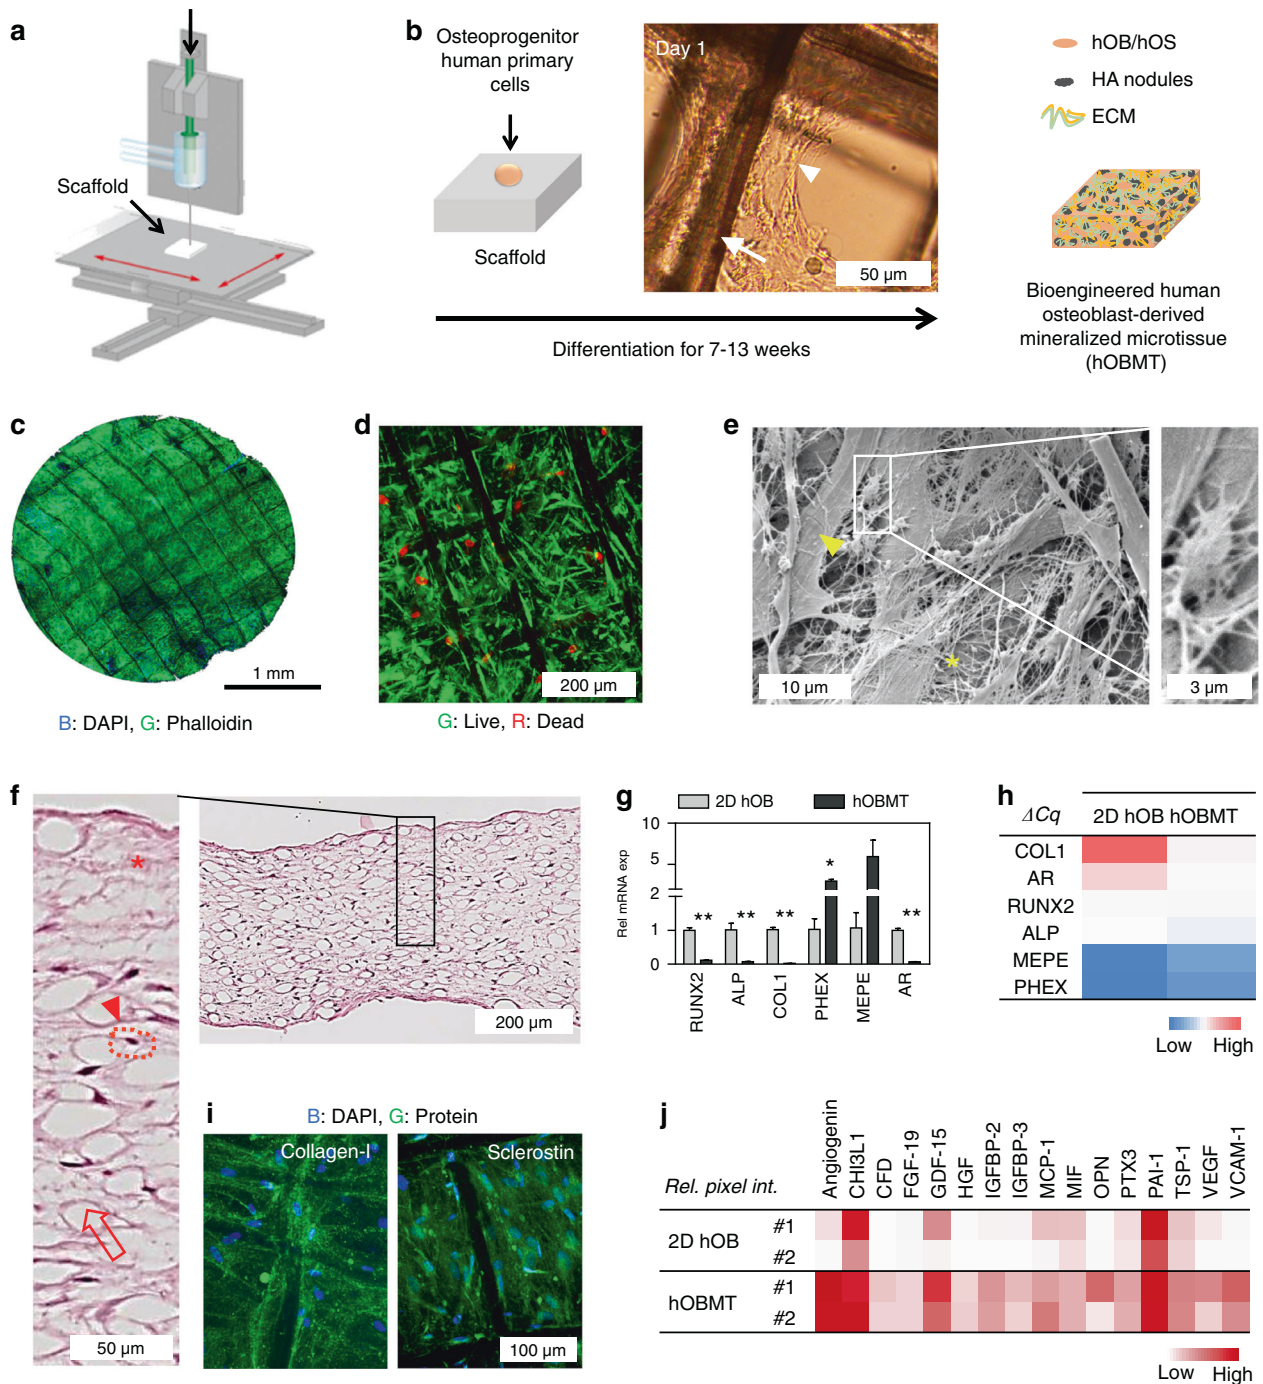 a
Scaffold
b
Osteoprogenitor
human primary
cells
Scaffold
Day 1
50 µm
Differentiation for 7-13 weeks
hOB/hOS
HA nodules
ECM
Bioengineered human
osteoblast-derived
mineralized microtissue
(hOBMT)
c
1 mm
B: DAPI, G: Phalloidin
d
200 µm
G: Live, R: Dead
e
*
10 µm
3 µm
f
*
50 µm
200 µm
g
2D hOB
hOBMT
Rel mRNA exp
10
5
2
1
0
**
**
**
*
**
RUNX2
ALP
COL1
PHEX
MEPE
AR
h
ΔCq
2D hOB hOBMT
COL1
AR
RUNX2
ALP
MEPE
PHEX
Low High
i
B: DAPI, G: Protein
Collagen-I
Sclerostin
100 µm
j
Rel. pixel int.
Angiogenin
CHI3L1
CFD
FGF-19
GDF-15
HGF
IGFBP-2
IGFBP-3
MCP-1
MIF
OPN
PTX3
PAI-1
TSP-1
VEGF
VCAM-1
2D hOB
#1
#2
hOBMT
#1
#2
Low High